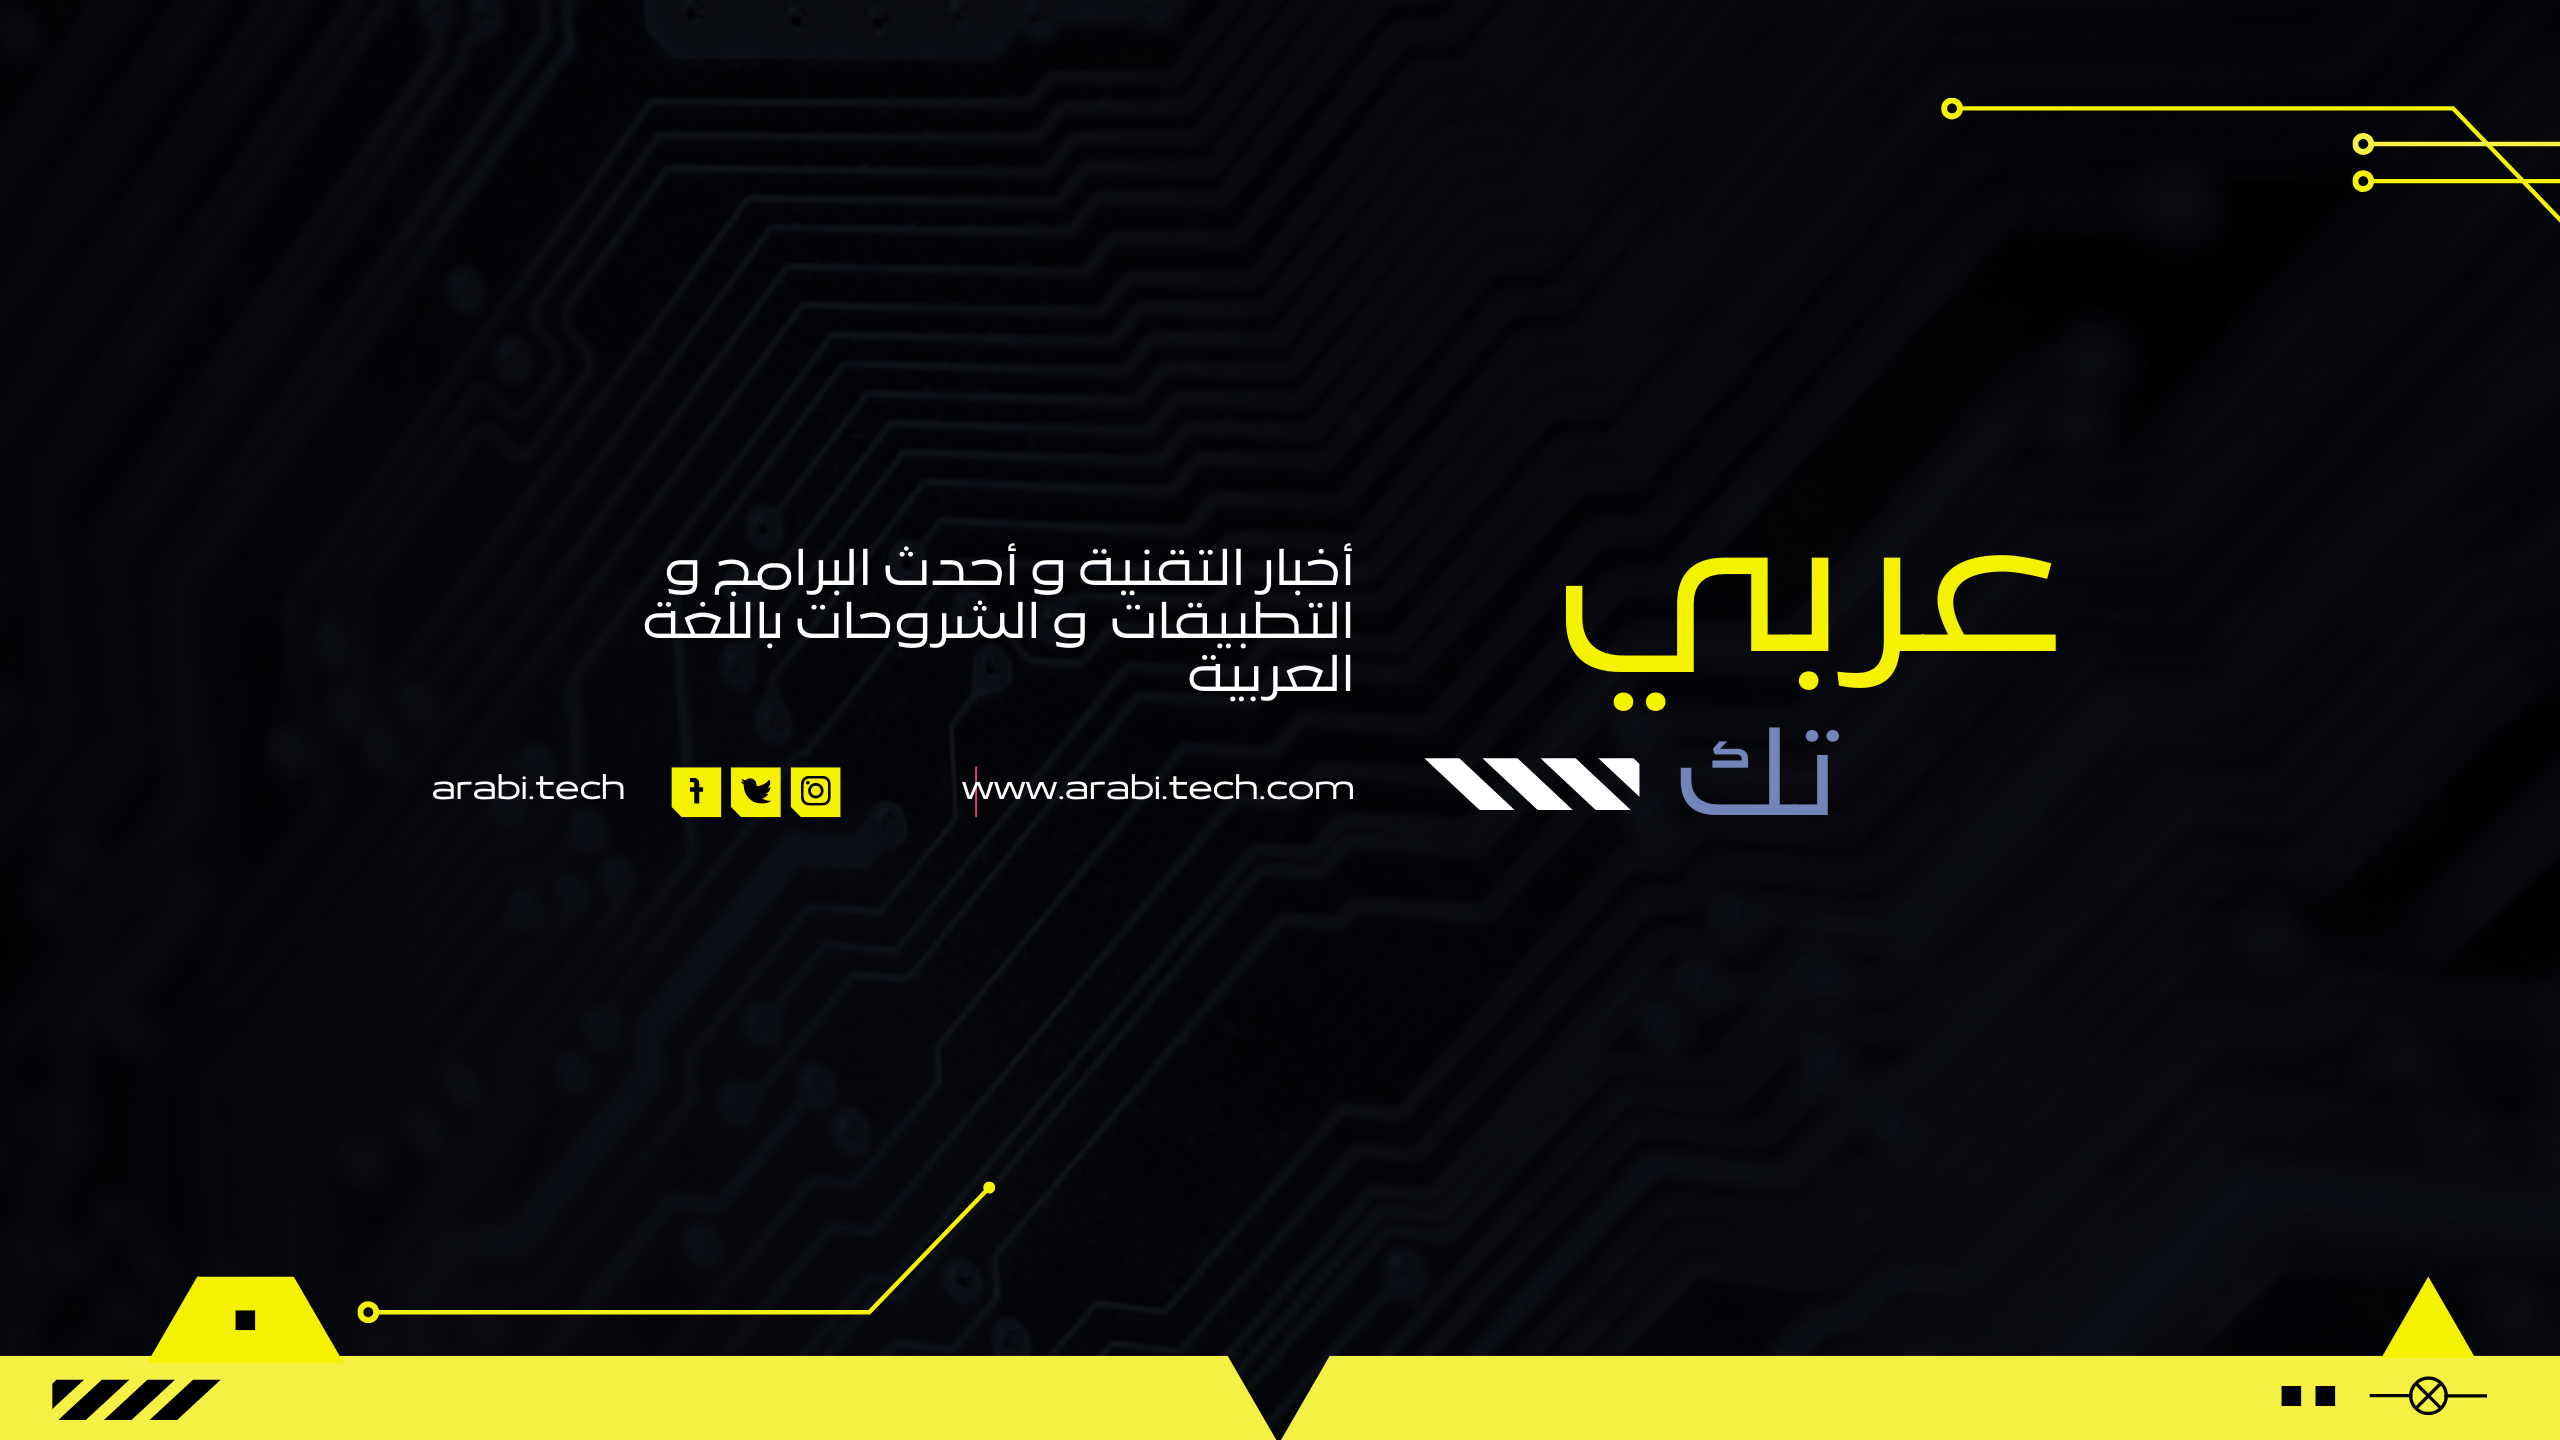 عربي
تك
أخبار التقنية و أحدث البرامج و
التطبيقات و الشروحات باللغة
العربية
www.arabi.tech.com
arabi.tech